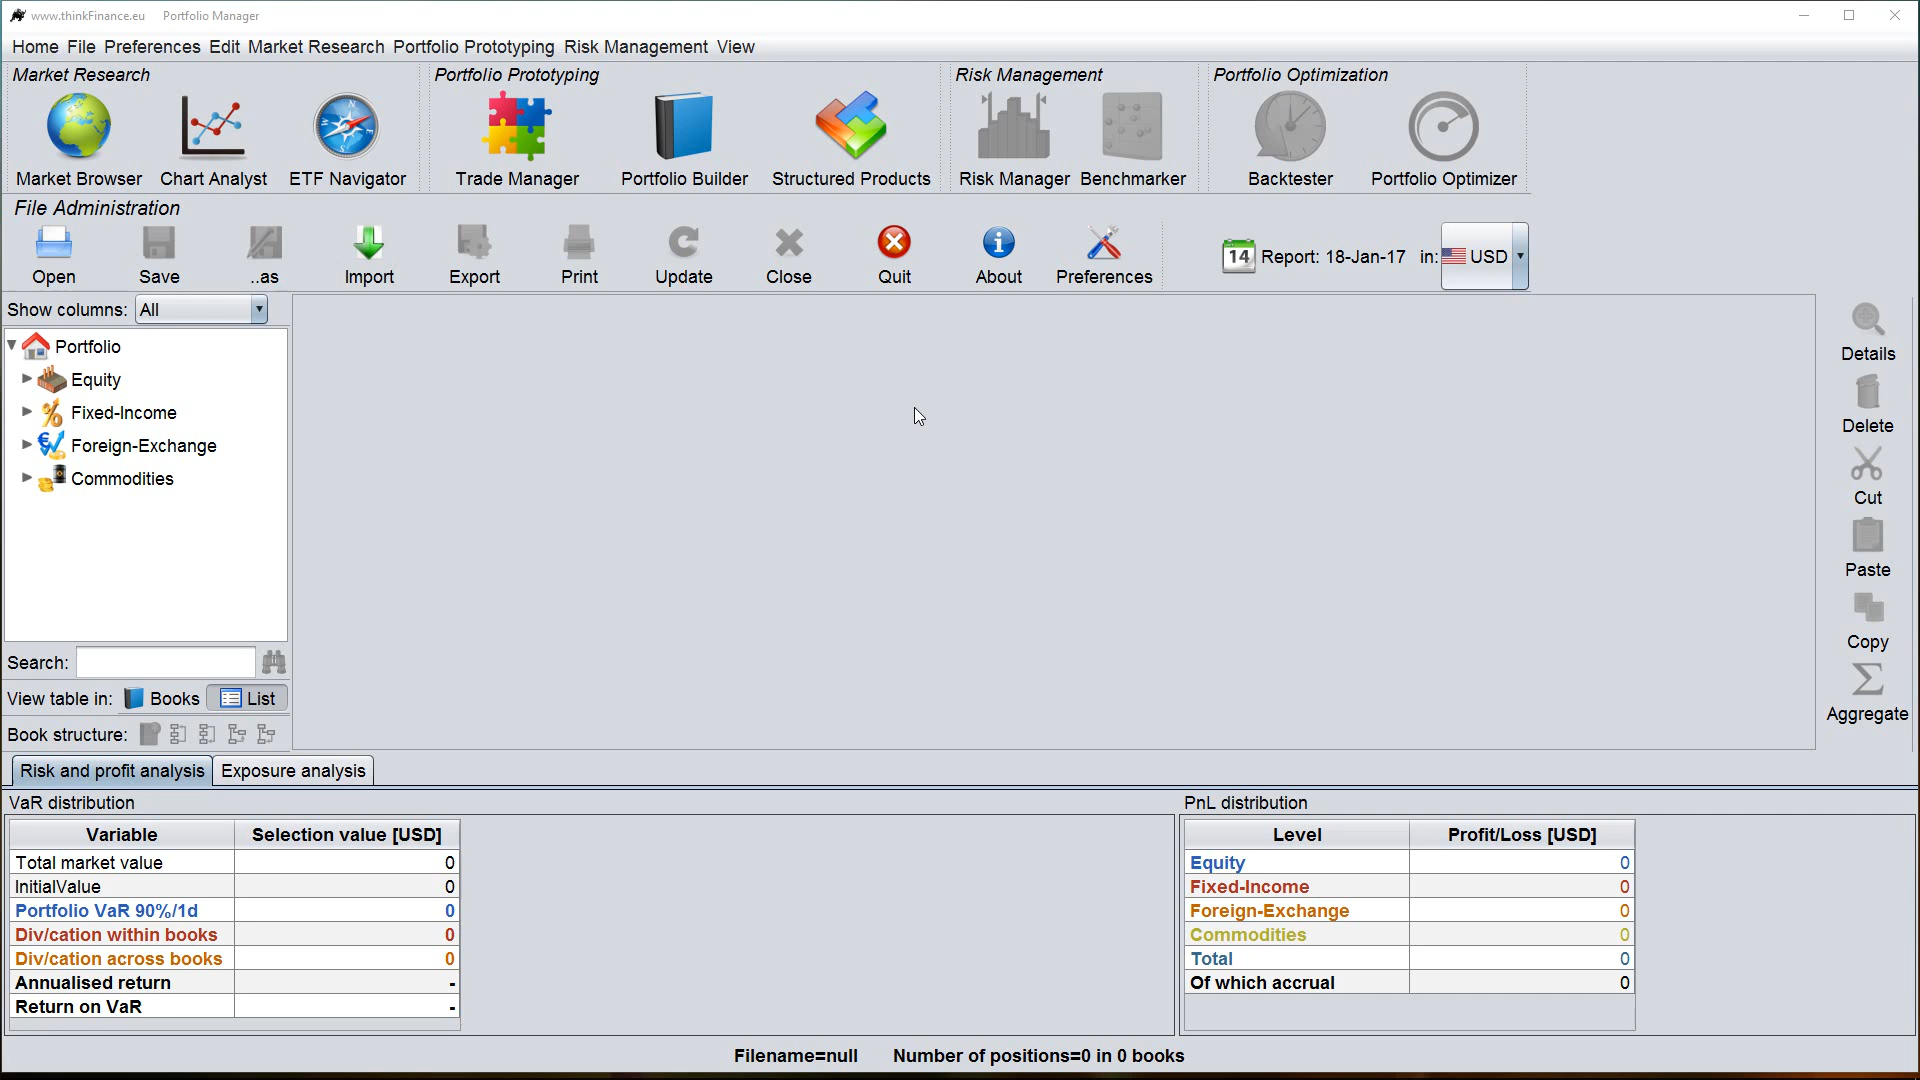 www.thinkFinance.eu Portfolio Manager
Home File Preferences Edit Market Research Portfolio Prototyping Risk Management View
Market Research Portfolio Prototyping Risk Management Portfolio Optimization
Market Browser Chart Analyst ETF Navigator Trade Manager Portfolio Builder Structured Products Risk Manager Benchmarker Backtester Portfolio Optimizer
File Administration
14 Report: 18-Jan-17 in: USD
Open Save ..as Import Export Print Update Close Quit About Preferences
Show columns: All
Portfolio
Equity
Fixed-Income
Foreign-Exchange
Commodities
Details
Delete
Cut
Paste
Copy
Aggregate
Search:
View table in: Books List
Book structure:
Risk and profit analysis Exposure analysis
VaR distribution
Variable Selection value [USD]
Total market value 0
InitialValue 0
Portfolio VaR 90%/1d 0
Div/cation within books 0
Div/cation across books 0
Annualised return -
Return on VaR -
PnL distribution
Level Profit/Loss [USD]
Equity 0
Fixed-Income 0
Foreign-Exchange 0
Commodities 0
Total 0
Of which accrual 0
Filename=null Number of positions=0 in 0 books